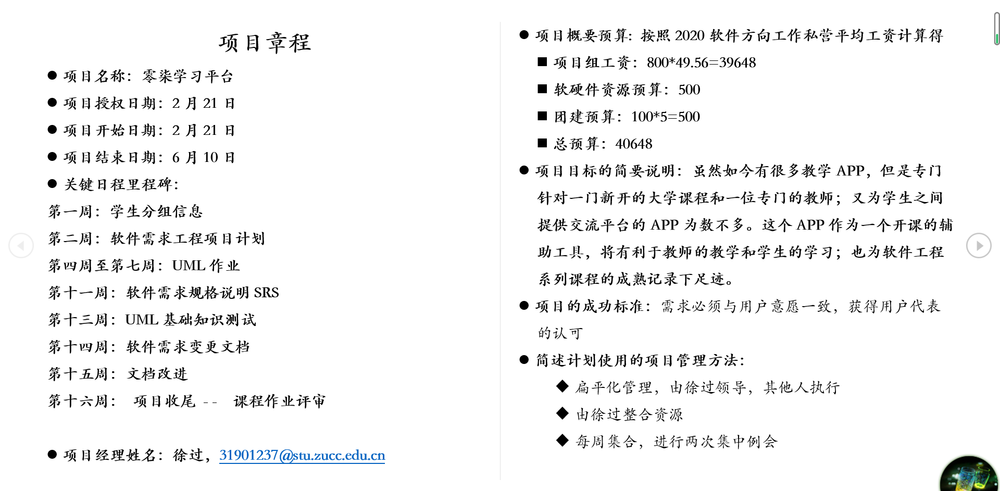 项目章程
● 项目名称：零柒学习平台
● 项目授权日期：2 月 21 日
● 项目开始日期：2 月 21 日
● 项目结束日期：6 月 10 日
● 关键日程里程碑：
第一周：学生分组信息
第二周：软件需求工程项目计划
第四周至第七周：UML 作业
第十一周：软件需求规格说明 SRS
第十三周：UML 基础知识测试
第十四周：软件需求变更文档
第十五周：文档改进
第十六周： 项目收尾 -- 课程作业评审
● 项目经理姓名：徐过，31901237@stu.zucc.edu.cn
● 项目概要预算：按照 2020 软件方向工作私营平均工资计算得
■ 项目组工资：800*49.56=39648
■ 软硬件资源预算：500
■ 团建预算：100*5=500
■ 总预算：40648
● 项目目标的简要说明：虽然如今有很多教学 APP，但是专门
针对一门新开的大学课程和一位专门的教师；又为学生之间
提供交流平台的 APP 为数不多。这个 APP 作为一个开课的辅
助工具，将有利于教师的教学和学生的学习；也为软件工程
系列课程的成熟记录下足迹。
● 项目的成功标准：需求必须与用户意愿一致，获得用户代表
的认可
● 简述计划使用的项目管理方法：
◆ 扁平化管理，由徐过领导，其他人执行
◆ 由徐过整合资源
◆ 每周集合，进行两次集中例会